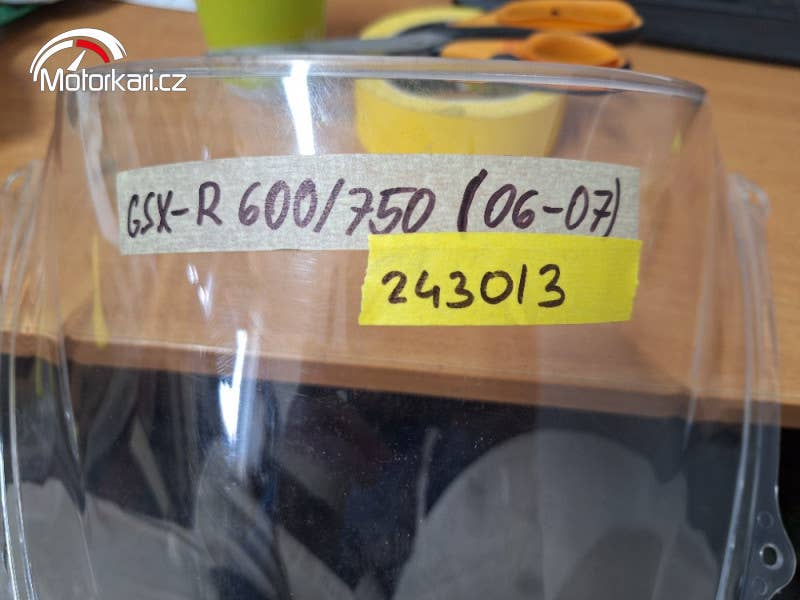 Motorkari.cz
GSX-R 600/750 (06-07)
243013